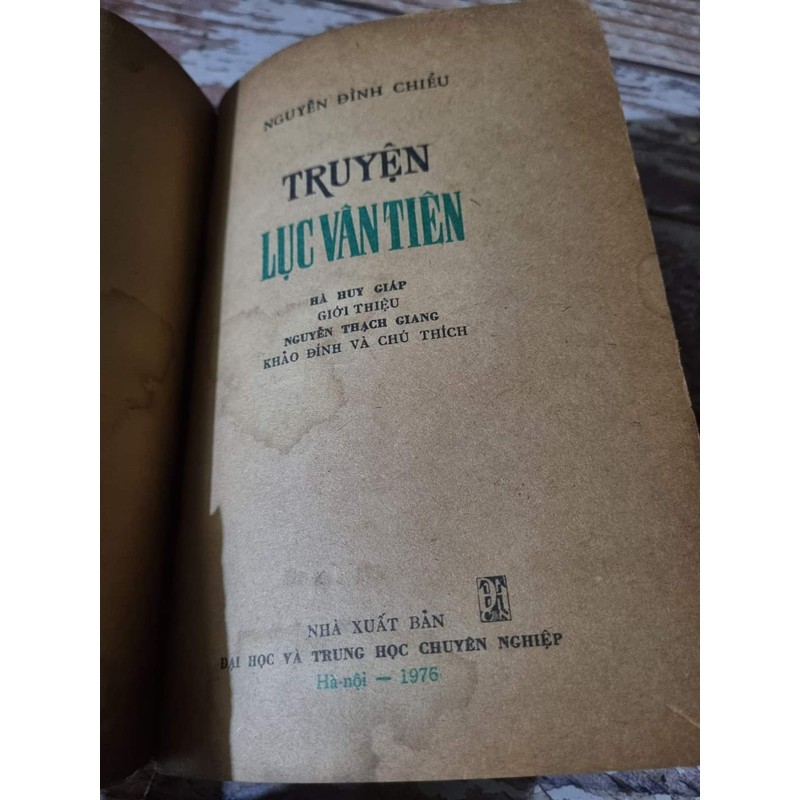 NGUYỄN ĐÌNH CHIỂU
TRUYỆN
LỤC VÂN TIÊN
HÀ HUY GIÁP
GIỚI THIỆU
NGUYỄN THẠCH GIANG
KHẢO ĐÍNH VÀ CHÚ THÍCH
NHÀ XUẤT BẢN
ĐẠI HỌC VÀ TRUNG HỌC CHUYÊN NGHIỆP
Hà-nội — 1976